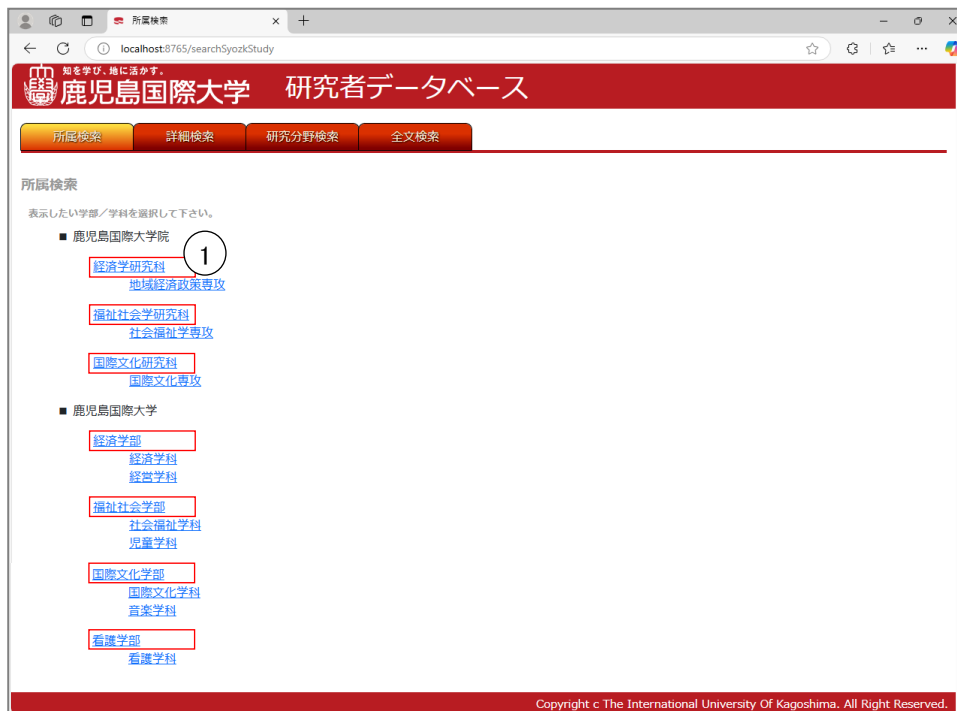 所属検索
localhost:8765/searchSyozkStudy
知を学び、地に活かす。
鹿児島国際大学 研究者データベース
所属検索 詳細検索 研究分野検索 全文検索
所属検索
表示したい学部/学科を選択して下さい。
■ 鹿児島国際大学院
1
経済学研究科
地域経済政策専攻
福祉社会学研究科
社会福祉学専攻
国際文化研究科
国際文化専攻
■ 鹿児島国際大学
経済学部
経済学科
経営学科
福祉社会学部
社会福祉学科
児童学科
国際文化学部
国際文化学科
音楽学科
看護学部
看護学科
Copyright c The International University Of Kagoshima. All Right Reserved.